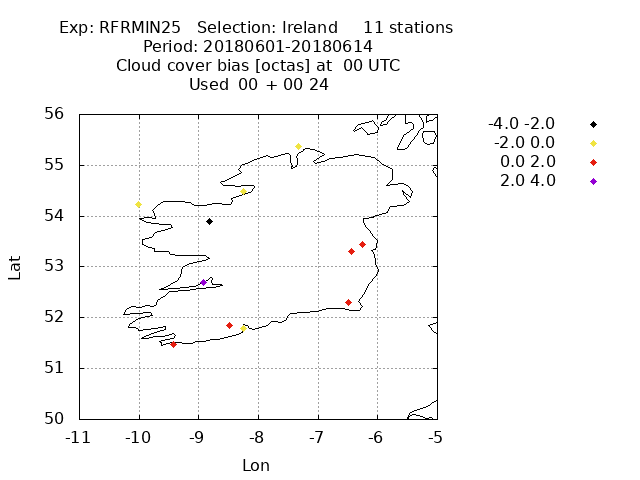 Exp: RFRMIN25 Selection: Ireland 11 stations
Period: 20180601-20180614
Cloud cover bias [octas] at 00 UTC
Used 00 + 00 24
-4.0 -2.0
-2.0 0.0
0.0 2.0
2.0 4.0
56
55
54
53
52
51
50
Lat
-11 -10 -9 -8 -7 -6 -5
Lon